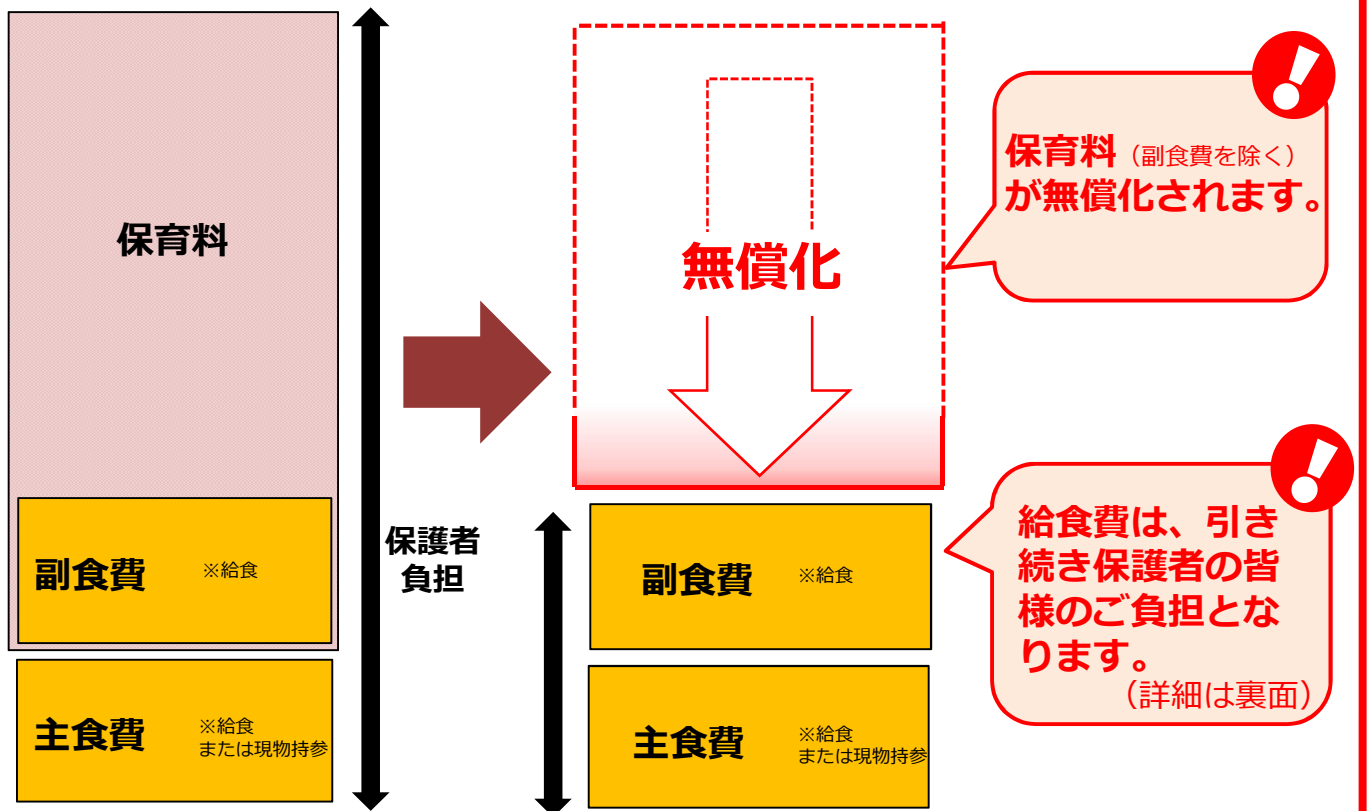 保育料
副食費 ※給食
主食費 ※給食
または現物持参
保護者
負担
無償化
副食費 ※給食
主食費 ※給食
または現物持参
保育料（副食費を除く）
が無償化されます。
給食費は、引き
続き保護者の皆
様のご負担とな
ります。
（詳細は裏面）